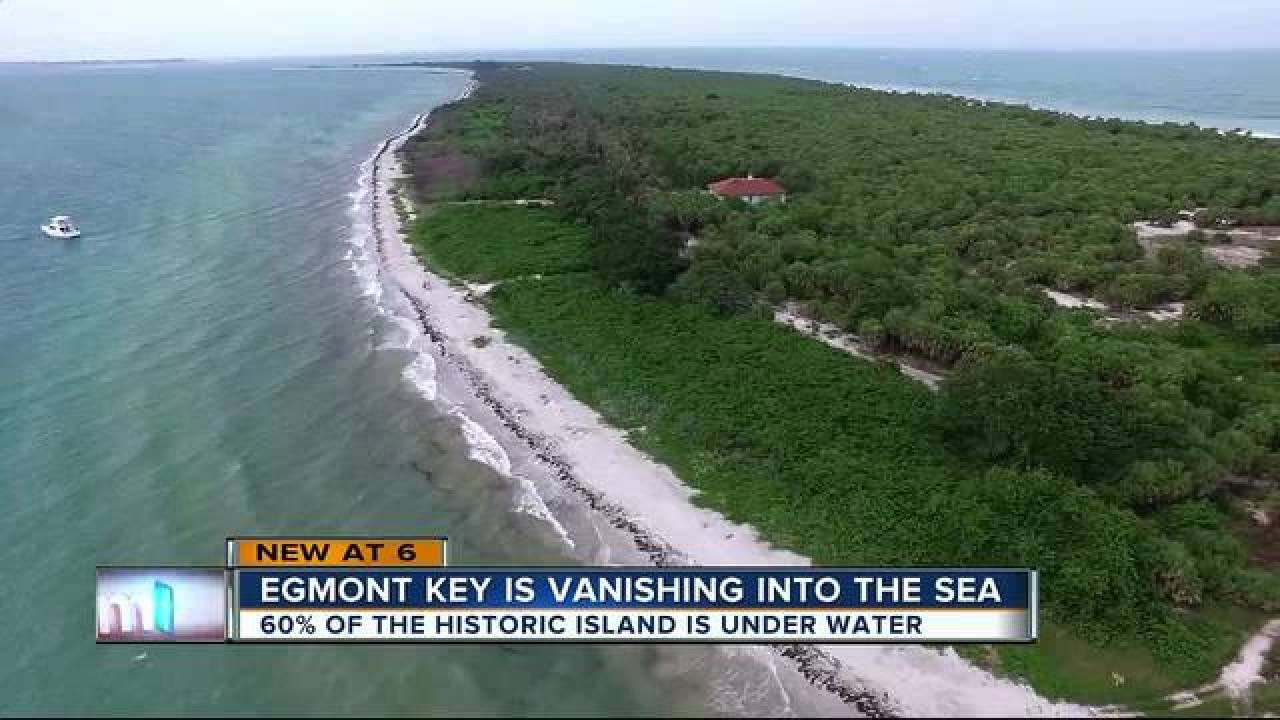 NEW AT 6
EGMONT KEY IS VANISHING INTO THE SEA
60% OF THE HISTORIC ISLAND IS UNDER WATER